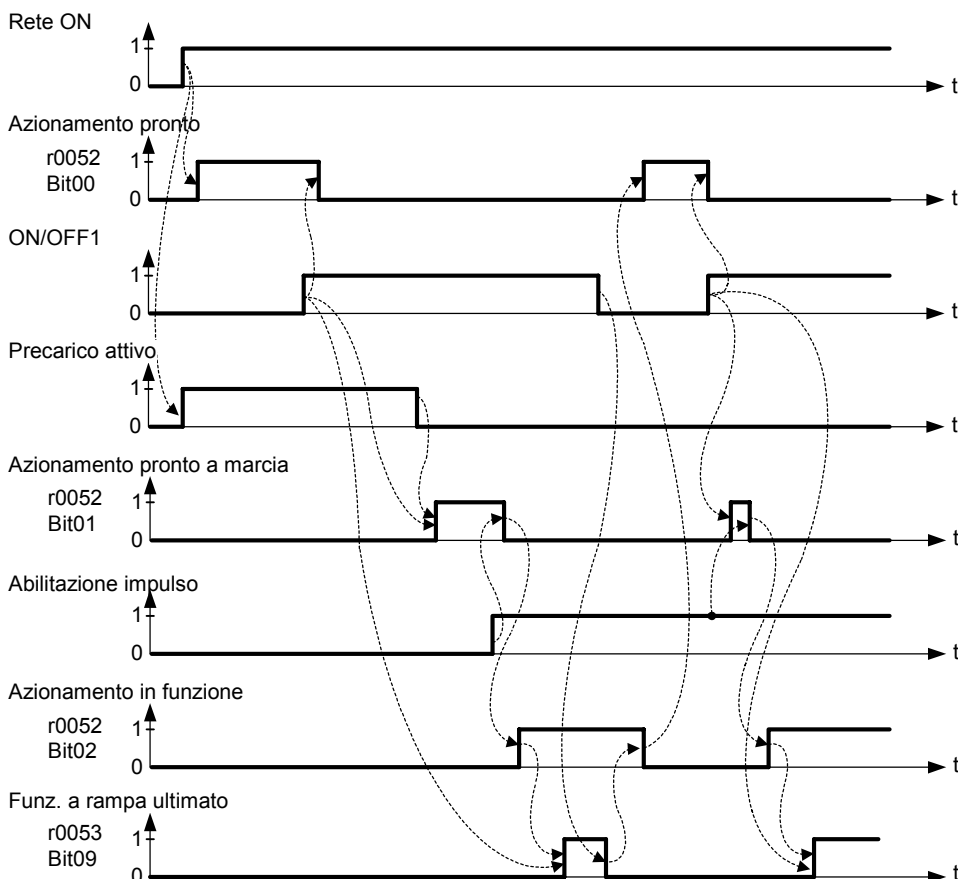 Rete ON
1
0
t
Azionamento pronto
r0052
Bit00
1
0
t
ON/OFF1
1
0
t
Precarico attivo
1
0
t
Azionamento pronto a marcia
r0052
Bit01
1
0
t
Abilitazione impulso
1
0
t
Azionamento in funzione
r0052
Bit02
1
0
t
Funz. a rampa ultimato
r0053
Bit09
1
0
t